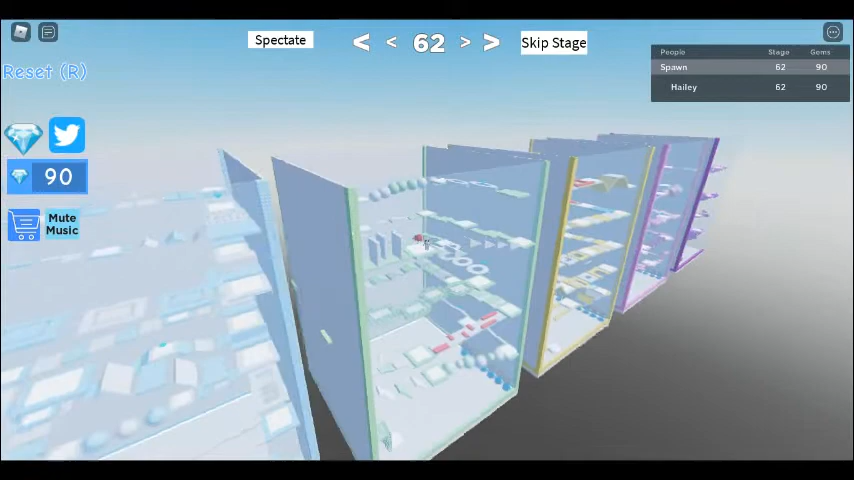 Spectate
< < 62 > >
Skip Stage
People Stage Gems
Spawn 62 90
Hailey 62 90
Reset (R)
90
Mute
Music